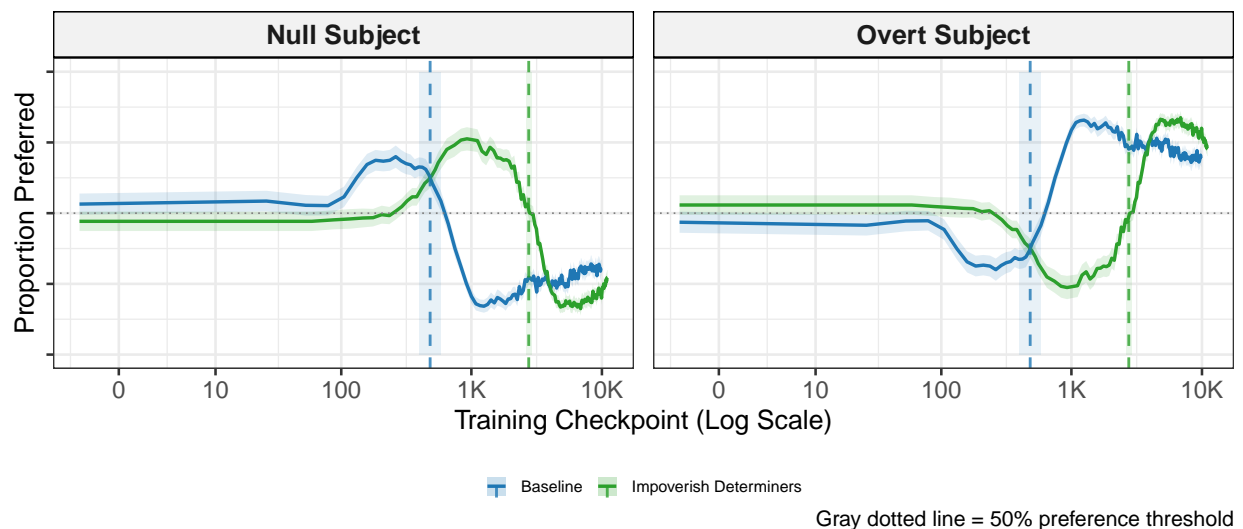 Null Subject Overt Subject
Proportion Preferred
0 10 100 1K 10K 0 10 100 1K 10K
Training Checkpoint (Log Scale)
Baseline Impoverish Determiners
Gray dotted line = 50% preference threshold